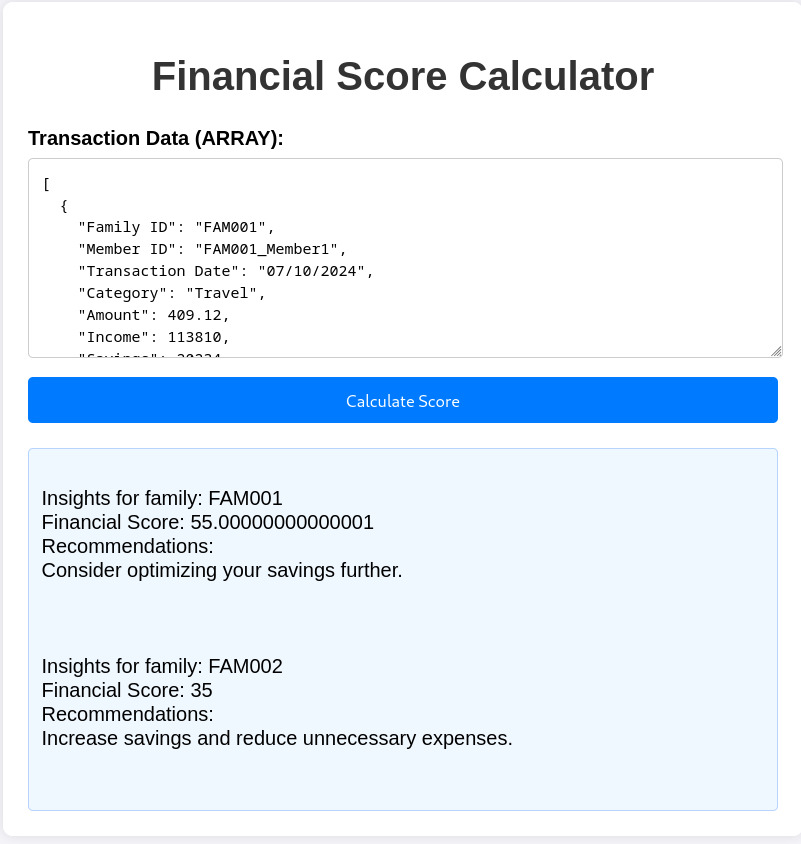 Financial Score Calculator
Transaction Data (ARRAY):
[
{
"Family ID": "FAM001",
"Member ID": "FAM001_Member1",
"Transaction Date": "07/10/2024",
"Category": "Travel",
"Amount": 409.12,
"Income": 113810,
"Savings": 20234,
Calculate Score
Insights for family: FAM001
Financial Score: 55.00000000000001
Recommendations:
Consider optimizing your savings further.
Insights for family: FAM002
Financial Score: 35
Recommendations:
Increase savings and reduce unnecessary expenses.